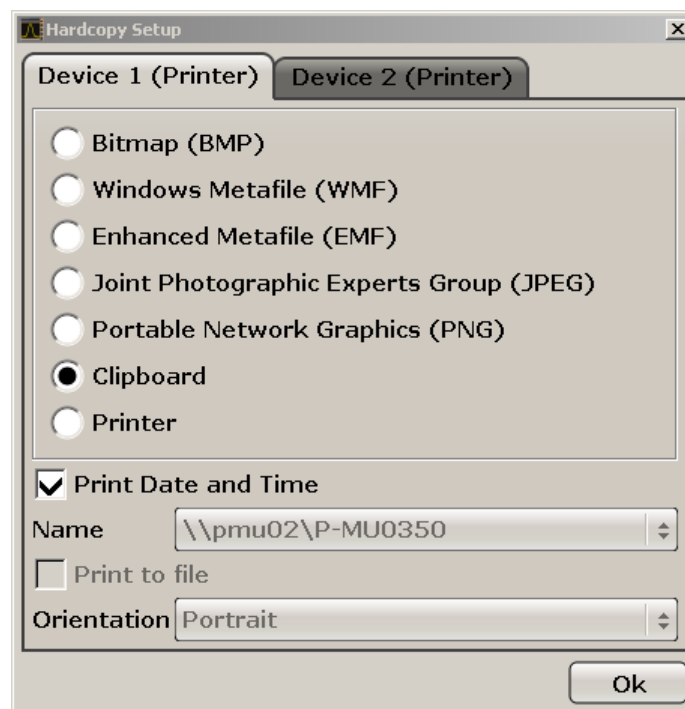 Hardcopy Setup
Device 1 (Printer) Device 2 (Printer)
Bitmap (BMP)
Windows Metafile (WMF)
Enhanced Metafile (EMF)
Joint Photographic Experts Group (JPEG)
Portable Network Graphics (PNG)
Clipboard
Printer
Print Date and Time
Name \\pmu02\P-MU0350
Print to file
Orientation Portrait
Ok